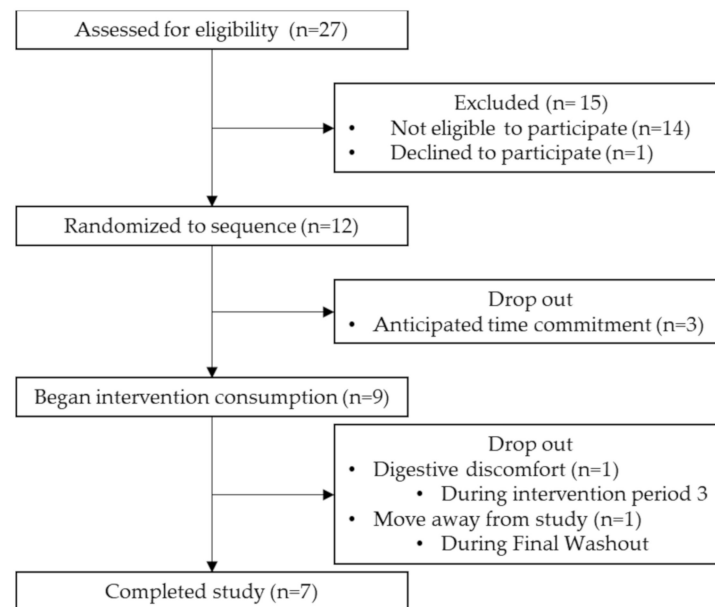 Assessed for eligibility (n=27)
Excluded (n= 15)
• Not eligible to participate (n=14)
• Declined to participate (n=1)
Randomized to sequence (n=12)
Drop out
• Anticipated time commitment (n=3)
Began intervention consumption (n=9)
Drop out
• Digestive discomfort (n=1)
• During intervention period 3
• Move away from study (n=1)
• During Final Washout
Completed study (n=7)